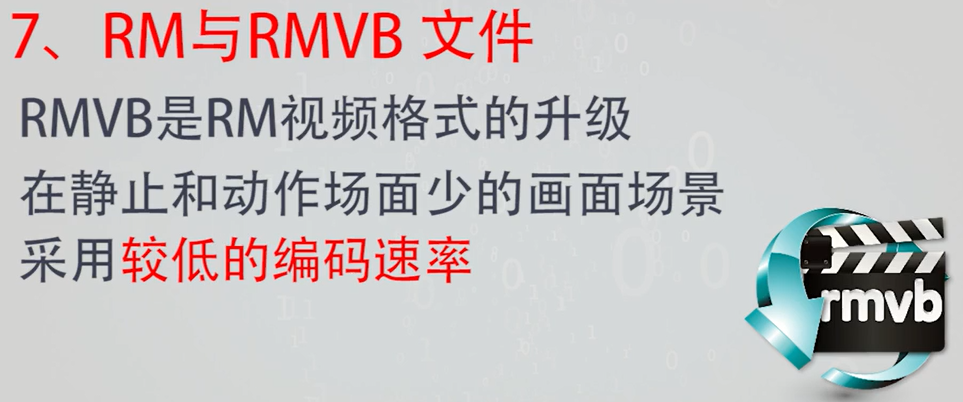 7、RM与RMVB 文件
RMVB是RM视频格式的升级
在静止和动作场面少的画面场景
采用较低的编码速率
rmvb